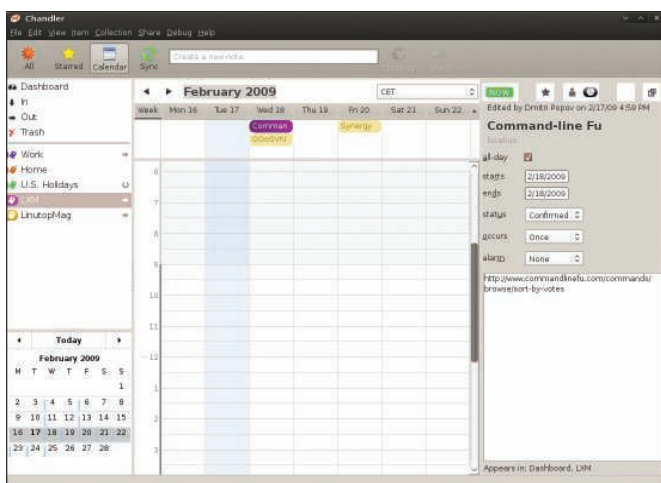 Chandler
File Edit View Item Collection Share Debug Help
All Starred Calendar Sync Create a new note.
Dashboard
In
Out
Trash
Work
Home
U.S. Holidays
LXM
LinutopMag
February 2009 CET
Week Mon 16 Tue 17 Wed 18 Thu 19 Fri 20 Sat 21 Sun 22
Comman Synergy
OOoSVN
6
7
8
9
10
11
12
1
2
3
Today
February 2009
M T W T F S S
1
2 3 4 5 6 7 8
9 10 11 12 13 14 15
16 17 18 19 20 21 22
23 24 25 26 27 28
NOW
Edited by Dmitri Popov on 2/17/09 4:59 PM
Command-line Fu
location
all-day
starts 2/18/2009
ends 2/18/2009
status Confirmed
occurs Once
alarm None
http://www.commandlinefu.com/commands/
browse/sort-by-votes
Appears in: Dashboard, LXM